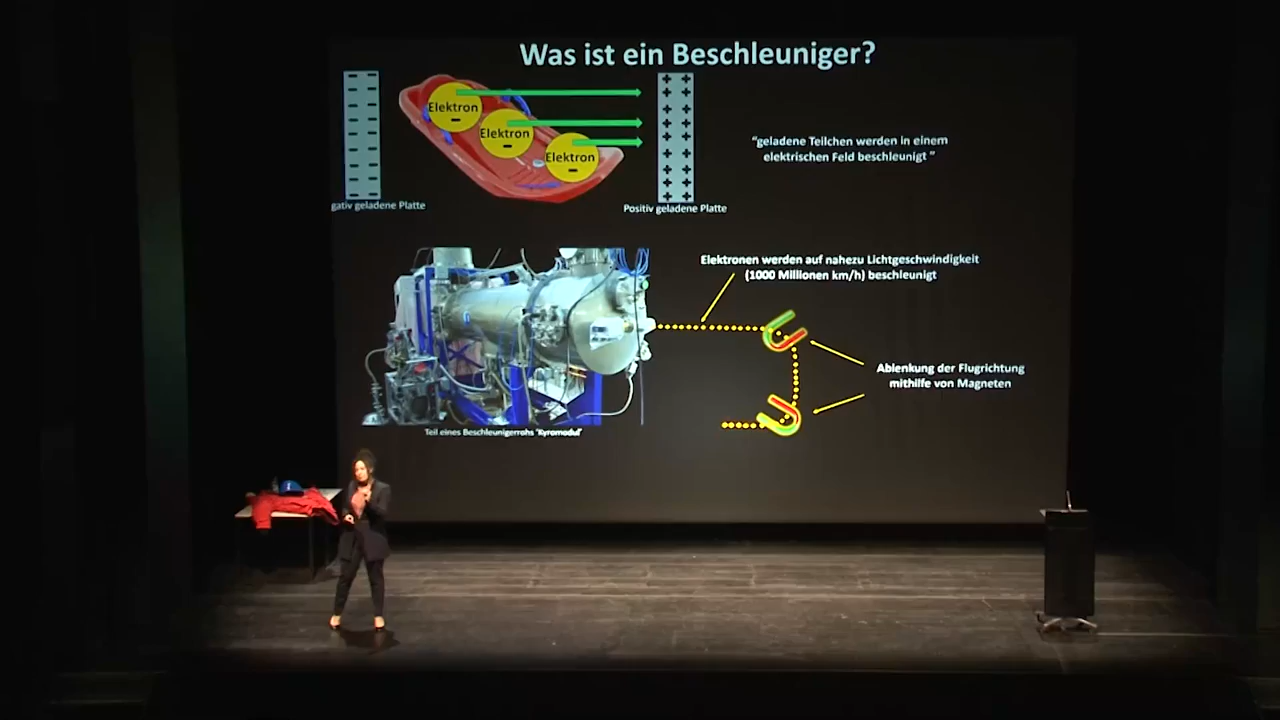 Was ist ein Beschleuniger?
Elektron
Elektron
Elektron
gativ geladene Platte
Positiv geladene Platte
“geladene Teilchen werden in einem
elektrischen Feld beschleunigt ”
Elektronen werden auf nahezu Lichtgeschwindigkeit
(1000 Millionen km/h) beschleunigt
Ablenkung der Flugrichtung
mithilfe von Magneten
Teil eines Beschleunigerrohs "Kyromodul"